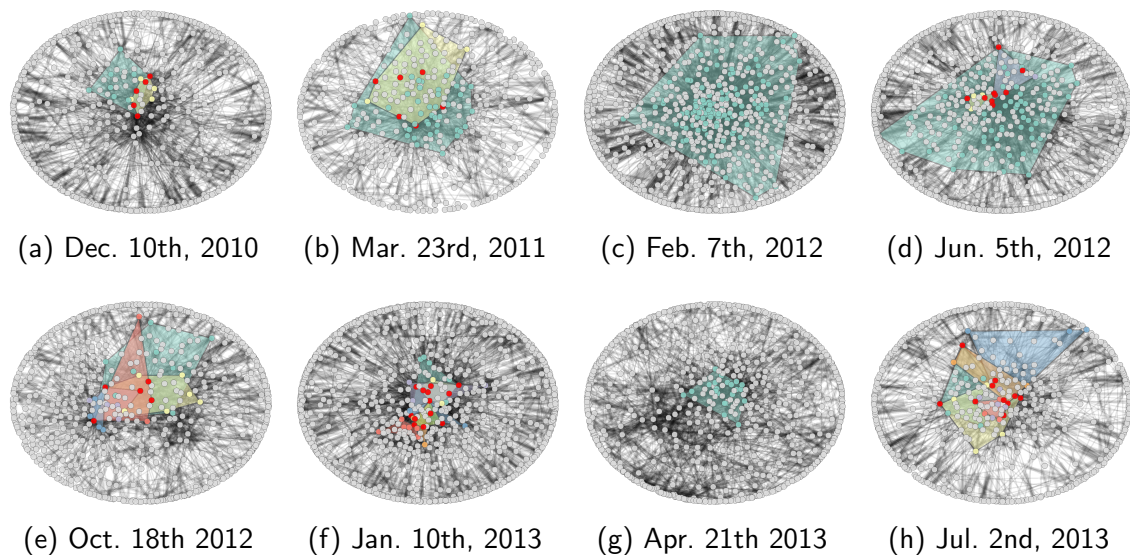 (a) Dec. 10th, 2010
(b) Mar. 23rd, 2011
(c) Feb. 7th, 2012
(d) Jun. 5th, 2012
(e) Oct. 18th 2012
(f) Jan. 10th, 2013
(g) Apr. 21th 2013
(h) Jul. 2nd, 2013